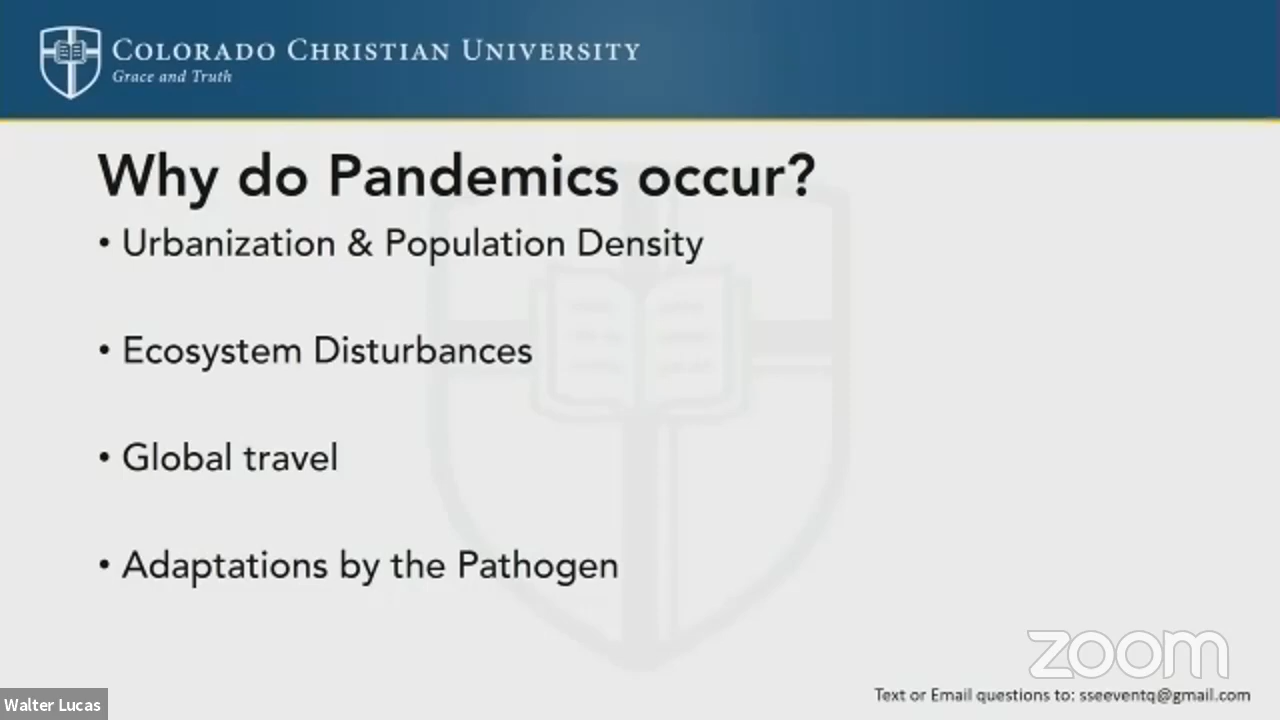 COLORADO CHRISTIAN UNIVERSITY
Grace and Truth
Why do Pandemics occur?
• Urbanization & Population Density
• Ecosystem Disturbances
• Global travel
• Adaptations by the Pathogen
zoom
Text or Email questions to: sseeventq@gmail.com
Walter Lucas